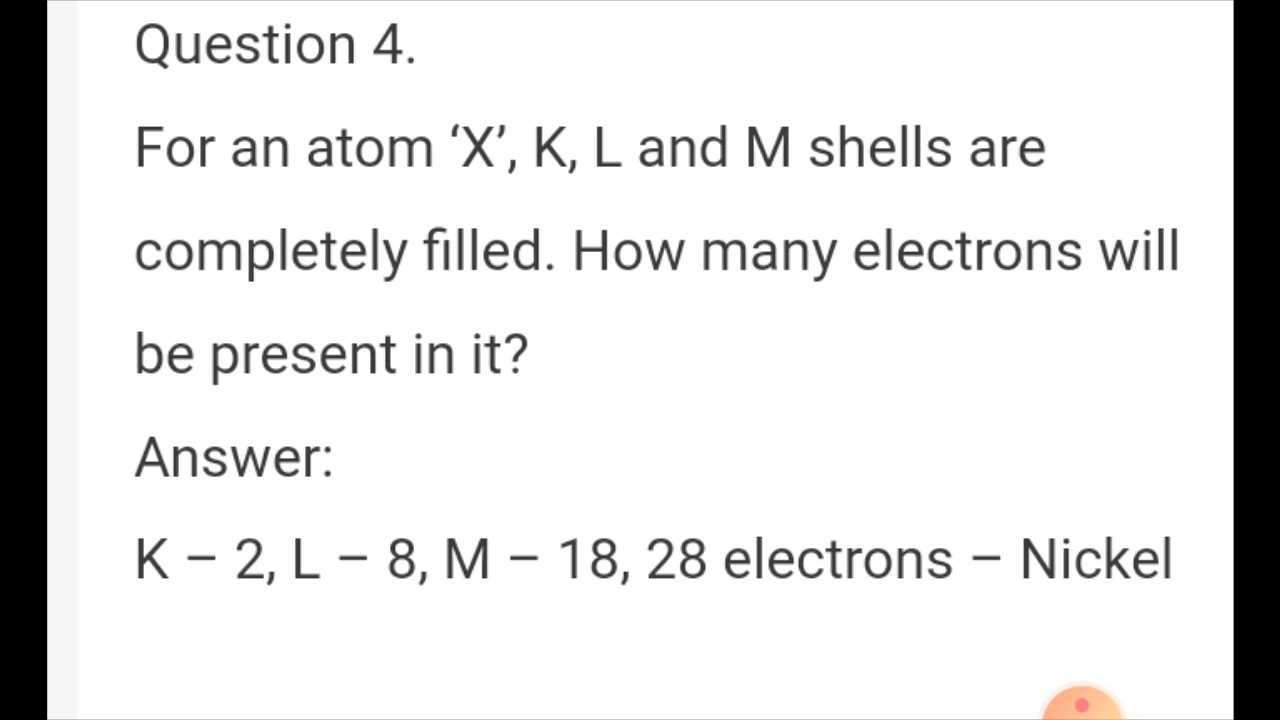 Question 4.
For an atom ‘X’, K, L and M shells are
completely filled. How many electrons will
be present in it?
Answer:
K – 2, L – 8, M – 18, 28 electrons – Nickel